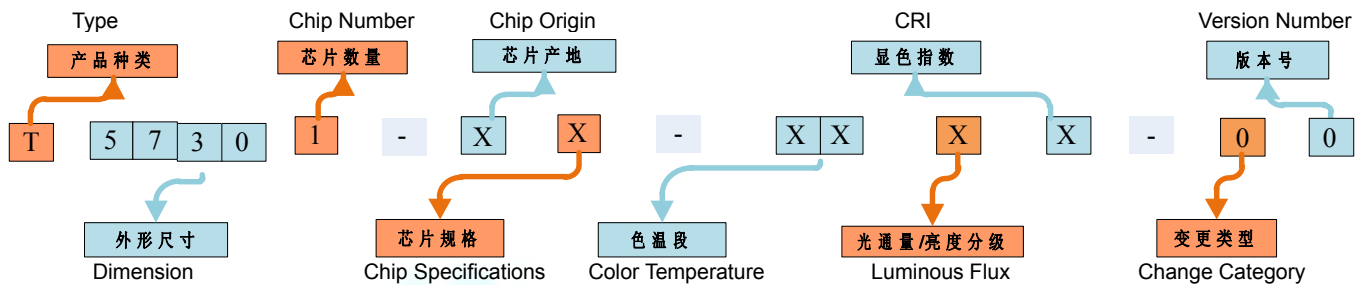 Type Chip Number Chip Origin CRI Version Number
产品种类 芯片数量 芯片产地 显色指数 版本号
T 5 7 3 0 1 - X X - X X X X - 0 0
外形尺寸 芯片规格 色温段 光通量/亮度分级 变更类型
Dimension Chip Specifications Color Temperature Luminous Flux Change Category